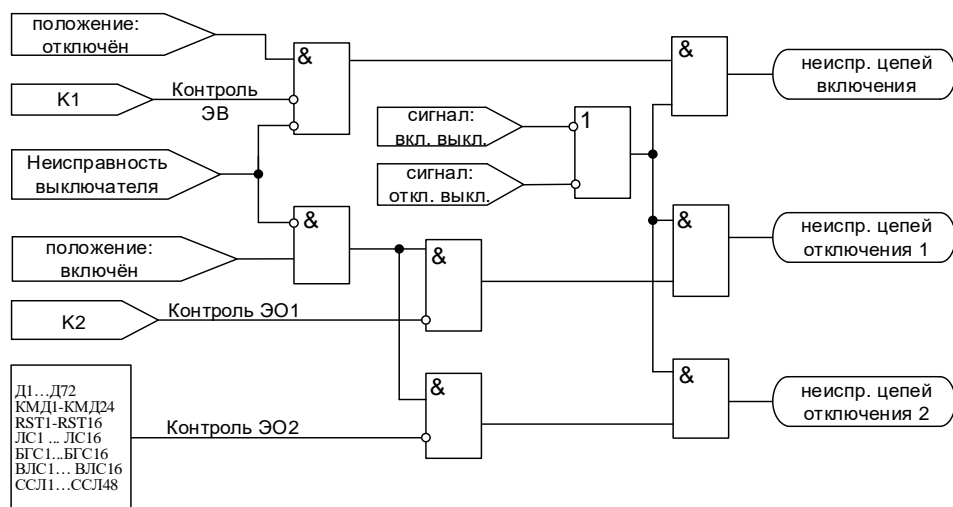 положение:
отключён
&
&
неиспр. цепей
включения
K1
Контроль
ЭВ
сигнал:
вкл. выкл.
1
Неисправность
выключателя
сигнал:
откл. выкл.
&
&
неиспр. цепей
отключения 1
положение:
включён
&
K2
Контроль ЭО1
Д1…Д72
КМД1-КМД24
RST1-RST16
ЛС1 ... ЛС16
БГС1...БГС16
ВЛС1… ВЛС16
ССЛ1…ССЛ48
Контроль ЭО2
&
&
неиспр. цепей
отключения 2